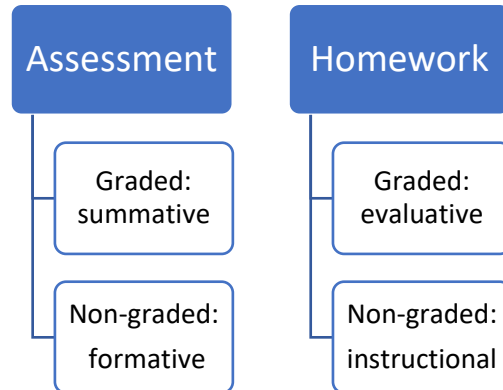 Assessment
Graded:
summative
Non-graded:
formative
Homework
Graded:
evaluative
Non-graded:
instructional